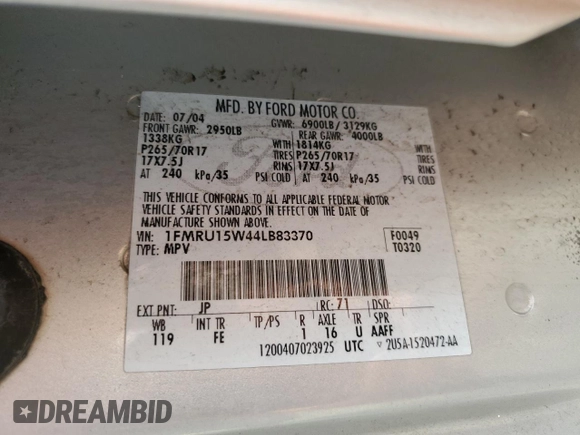 MFD. BY FORD MOTOR CO.
DATE: 07/04 GVWR: 6900LB / 3129KG
FRONT GAWR: 2950LB REAR GAWR: 4000LB
1338KG WITH 1814KG WITH
P265/70R17 TIRES P265/70R17 TIRES
17X7.5J RIMS 17X7.5J RIMS
AT 240 kPa/35 PSI COLD AT 240 kPa/35 PSI COLD
THIS VEHICLE CONFORMS TO ALL APPLICABLE FEDERAL MOTOR
VEHICLE SAFETY STANDARDS IN EFFECT ON THE DATE OF
MANUFACTURE SHOWN ABOVE.
VIN: 1FMRU15W44LB83370 F0049
TYPE: MPV T0320
EXT PNT: JP RC: 71 DSO:
WB INT TR TP/PS R AXLE TR SPR
119 FE 1 16 U AAFF
1200407023925 UTC 2U5A-1520472-AA
DREAMBID